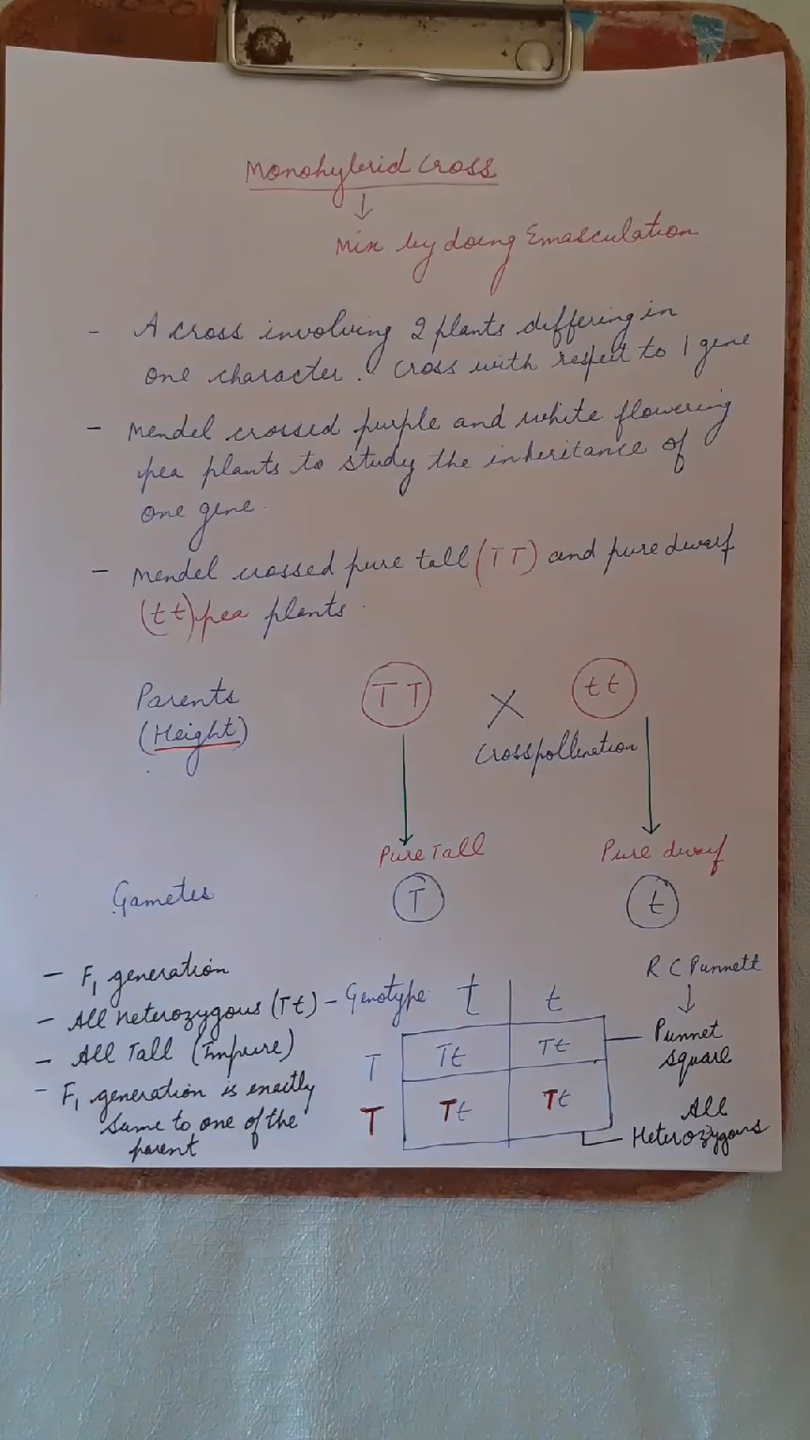 Monohybrid Cross
↓
Mix by doing Emasculation
- A cross involving 2 plants differing in
one character. Cross with respect to 1 gene
- Mendel crossed purple and white flowering
pea plants to study the inheritance of
one gene.
- Mendel crossed pure tall (TT) and pure dwarf
(tt) pea plants.
Parents
(Height)
TT X tt
Crosspollination
Pure Tall Pure dwarf
Gametes T t
- F1 generation
- All Heterozygous (Tt) - Genotype
- All Tall (Impure)
- F1 generation is exactly
same to one of the
parent
t t
T Tt Tt
T Tt Tt
R C Punnett
↓
Punnet
square
All
Heterozygous